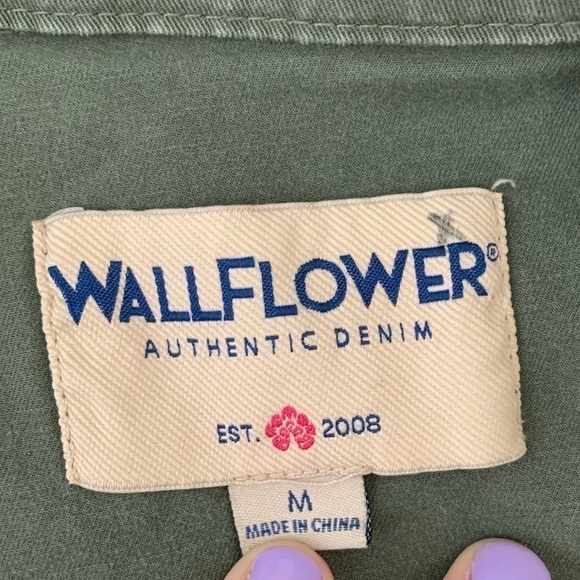 WALLFLOWER®
AUTHENTIC DENIM
EST. 2008
M
MADE IN CHINA